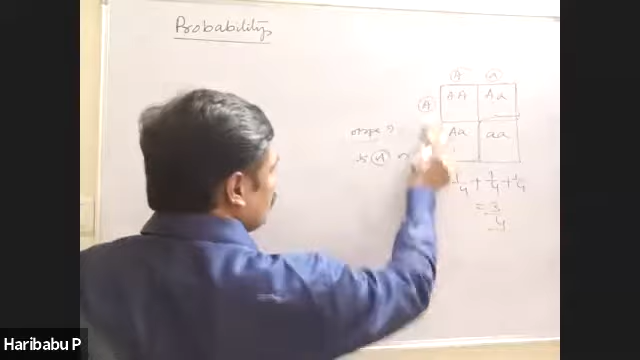 Probability
A a
A AA Aa
Aa aa
1/4 + 1/4 + 1/4
= 3/4
Haribabu P